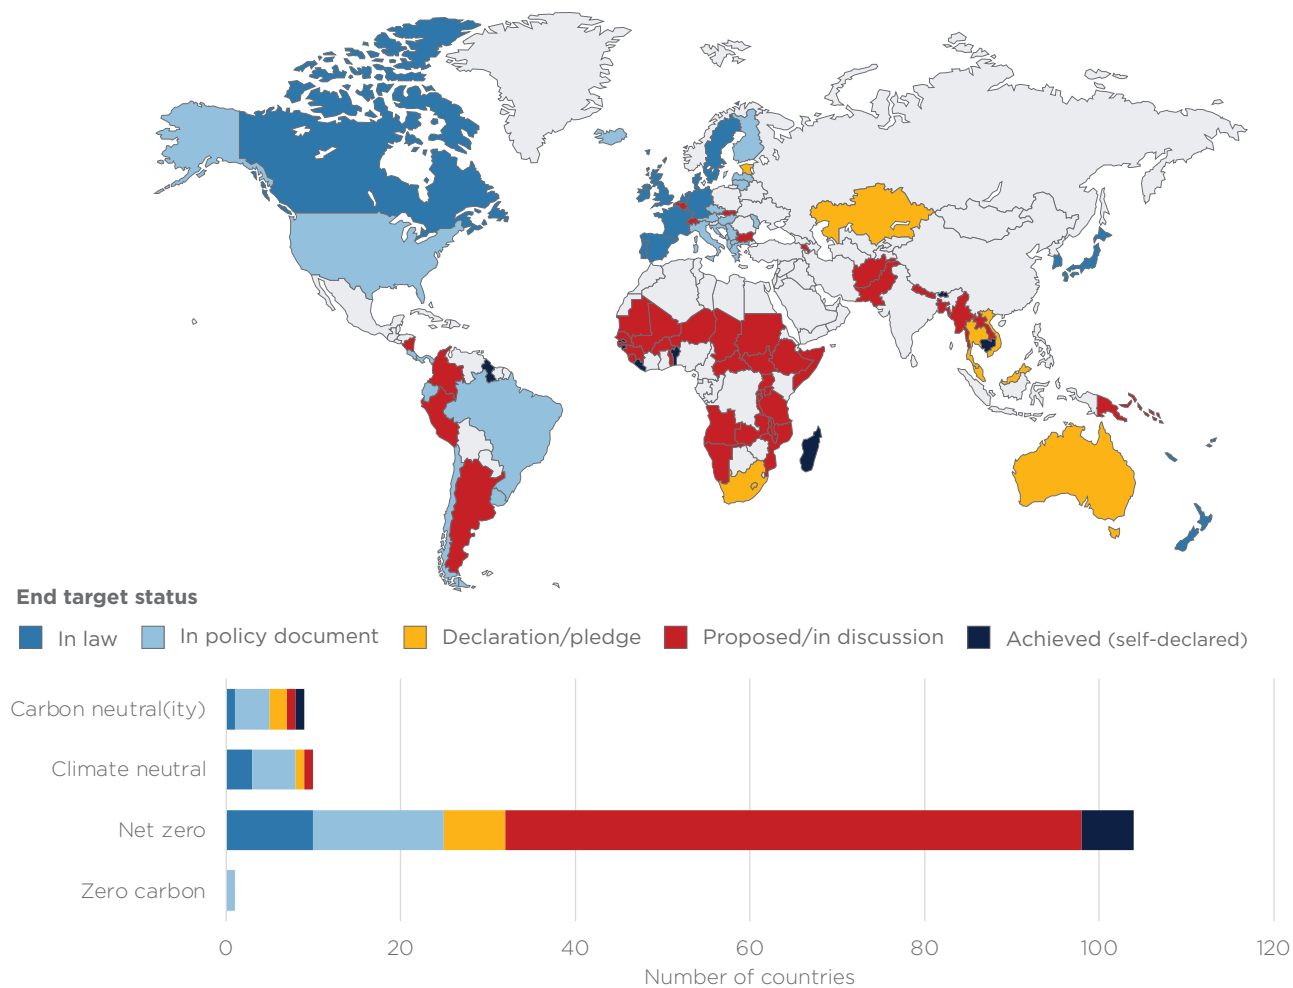 End target status
In law
In policy document
Declaration/pledge
Proposed/in discussion
Achieved (self-declared)
Carbon neutral(ity)
Climate neutral
Net zero
Zero carbon
0 20 40 60 80 100 120
Number of countries